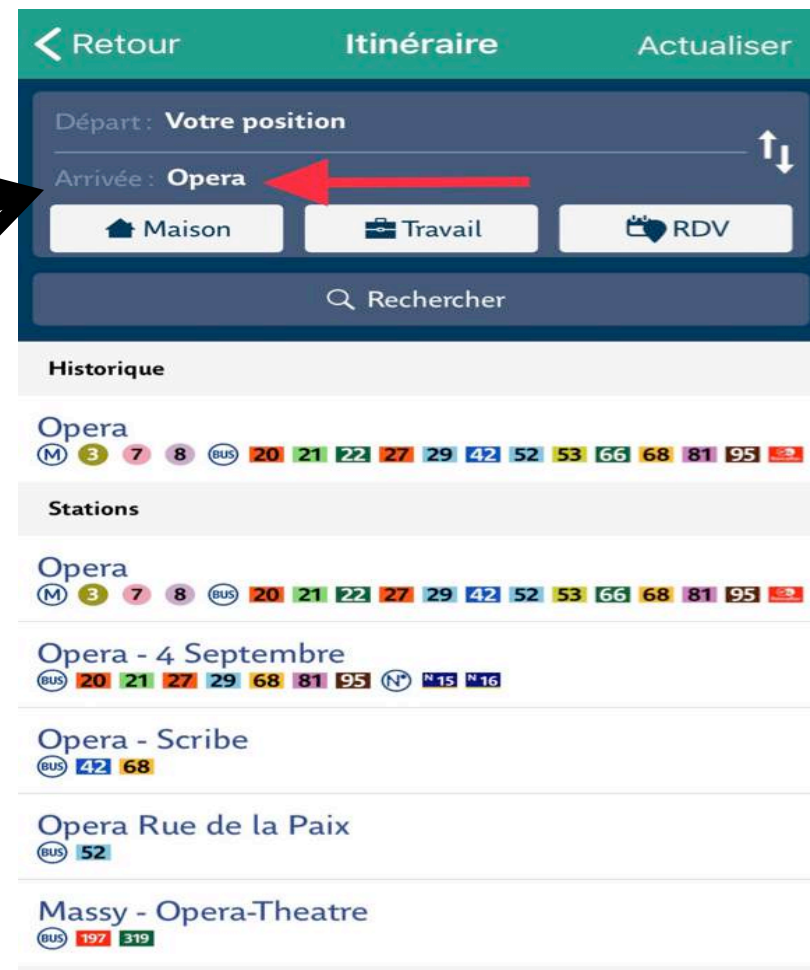 Retour Itinéraire Actualiser
Départ : Votre position
Arrivée : Opera
Maison Travail RDV
Rechercher
Historique
Opera
M 3 7 8 BUS 20 21 22 27 29 42 52 53 66 68 81 95
Stations
Opera
M 3 7 8 BUS 20 21 22 27 29 42 52 53 66 68 81 95
Opera - 4 Septembre
BUS 20 21 27 29 68 81 95 N N15 N16
Opera - Scribe
BUS 42 68
Opera Rue de la Paix
BUS 52
Massy - Opera-Theatre
BUS 197 319